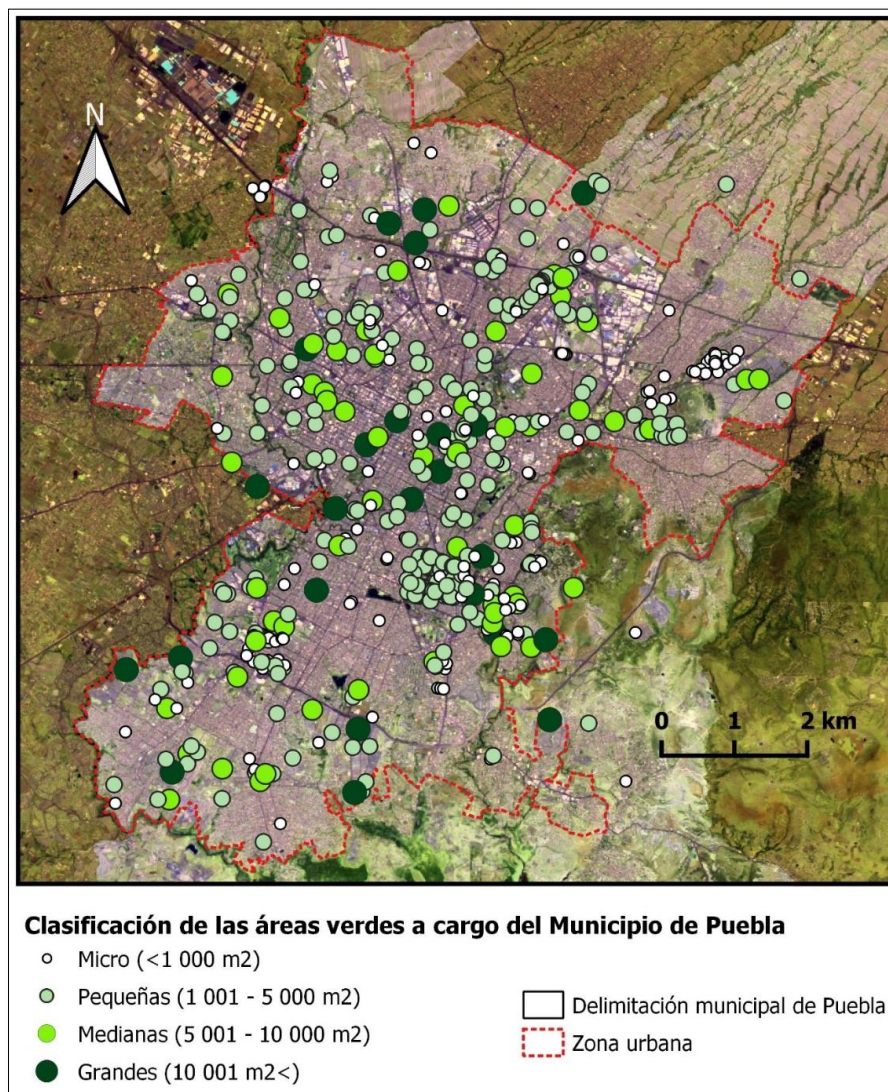 N
0 1 2 km
Clasificación de las áreas verdes a cargo del Municipio de Puebla
Micro (<1 000 m2)
Pequeñas (1 001 - 5 000 m2)
Medianas (5 001 - 10 000 m2)
Grandes (10 001 m2<)
Delimitación municipal de Puebla
Zona urbana